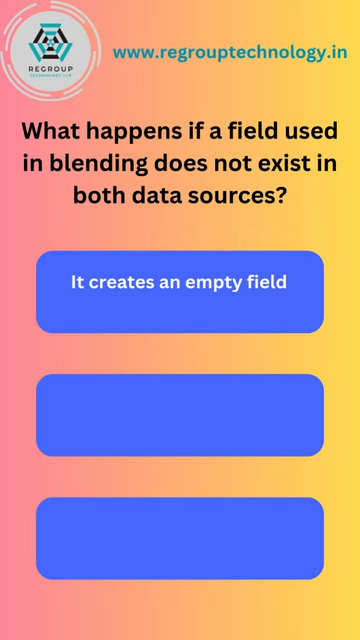 REGROUP
TECHNOLOGY LLP
www.regrouptechnology.in
What happens if a field used
in blending does not exist in
both data sources?
It creates an empty field